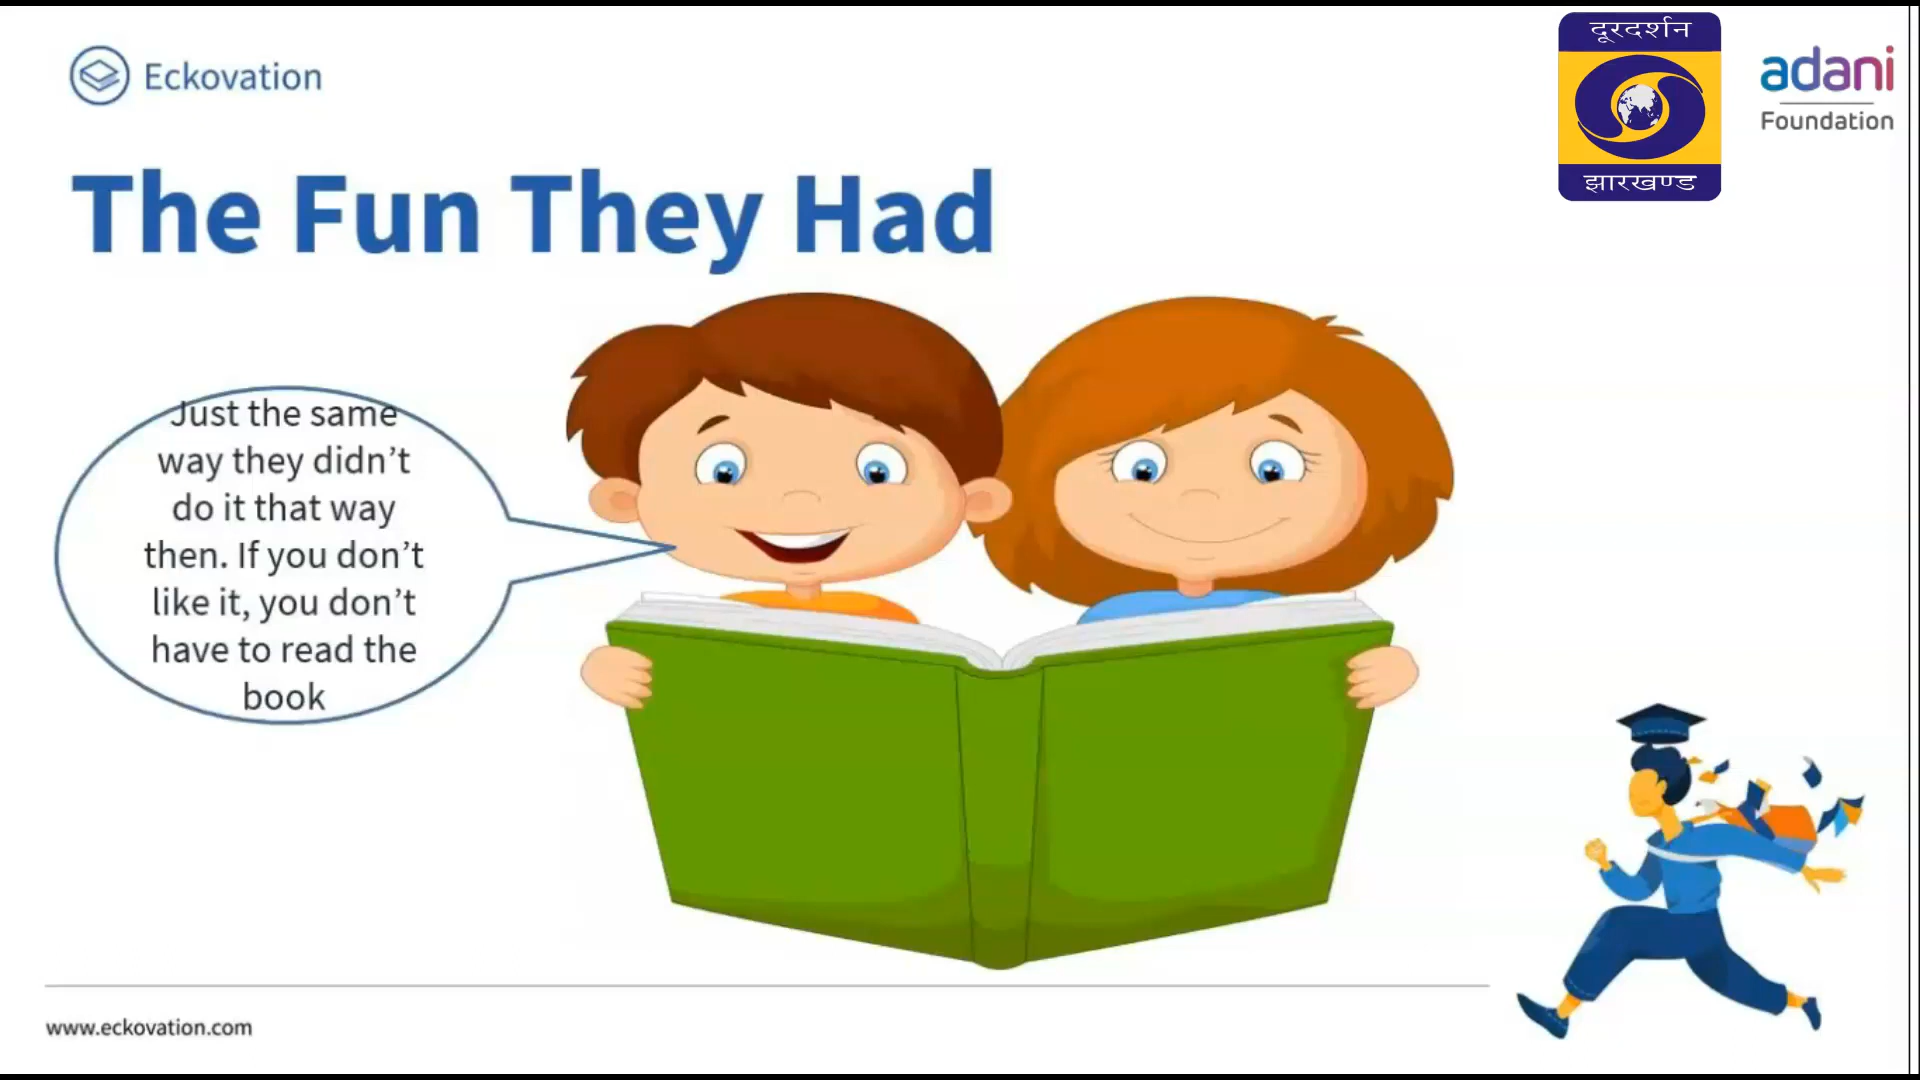 Eckovation
दूरदर्शन
झारखण्ड
adani
Foundation
The Fun They Had
Just the same
way they didn’t
do it that way
then. If you don’t
like it, you don’t
have to read the
book
www.eckovation.com